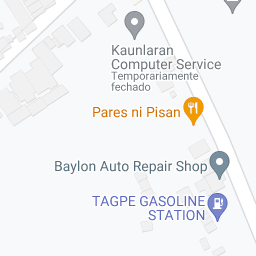 Kaunlaran
Computer Service
Temporariamente
fechado
Pares ni Pisan
Baylon Auto Repair Shop
TAGPE GASOLINE
STATION